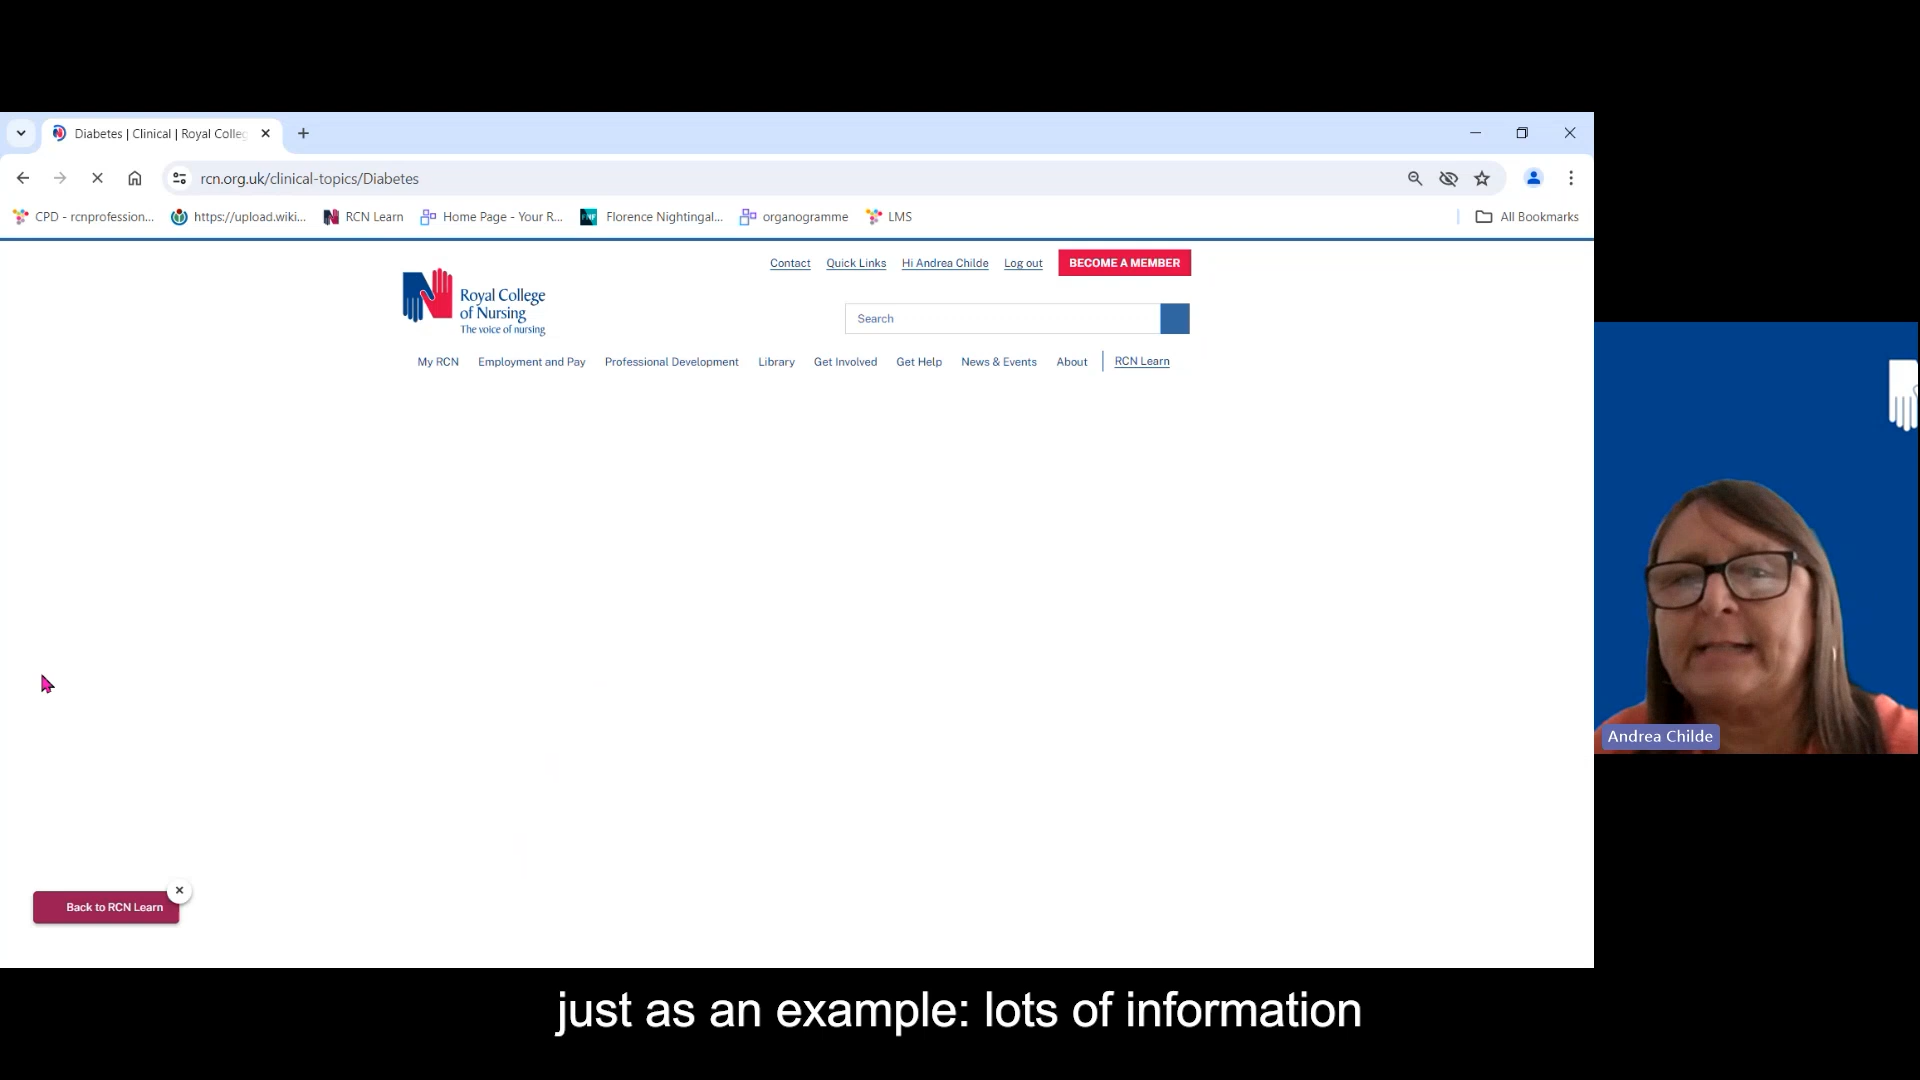 Diabetes | Clinical | Royal Colleg
rcn.org.uk/clinical-topics/Diabetes
CPD - rcnprofession... https://upload.wiki... RCN Learn Home Page - Your R... Florence Nightingal... organogramme LMS All Bookmarks
Contact Quick Links Hi Andrea Childe Log out BECOME A MEMBER
Royal College
of Nursing
The voice of nursing
Search
My RCN Employment and Pay Professional Development Library Get Involved Get Help News & Events About RCN Learn
Andrea Childe
Back to RCN Learn
just as an example: lots of information